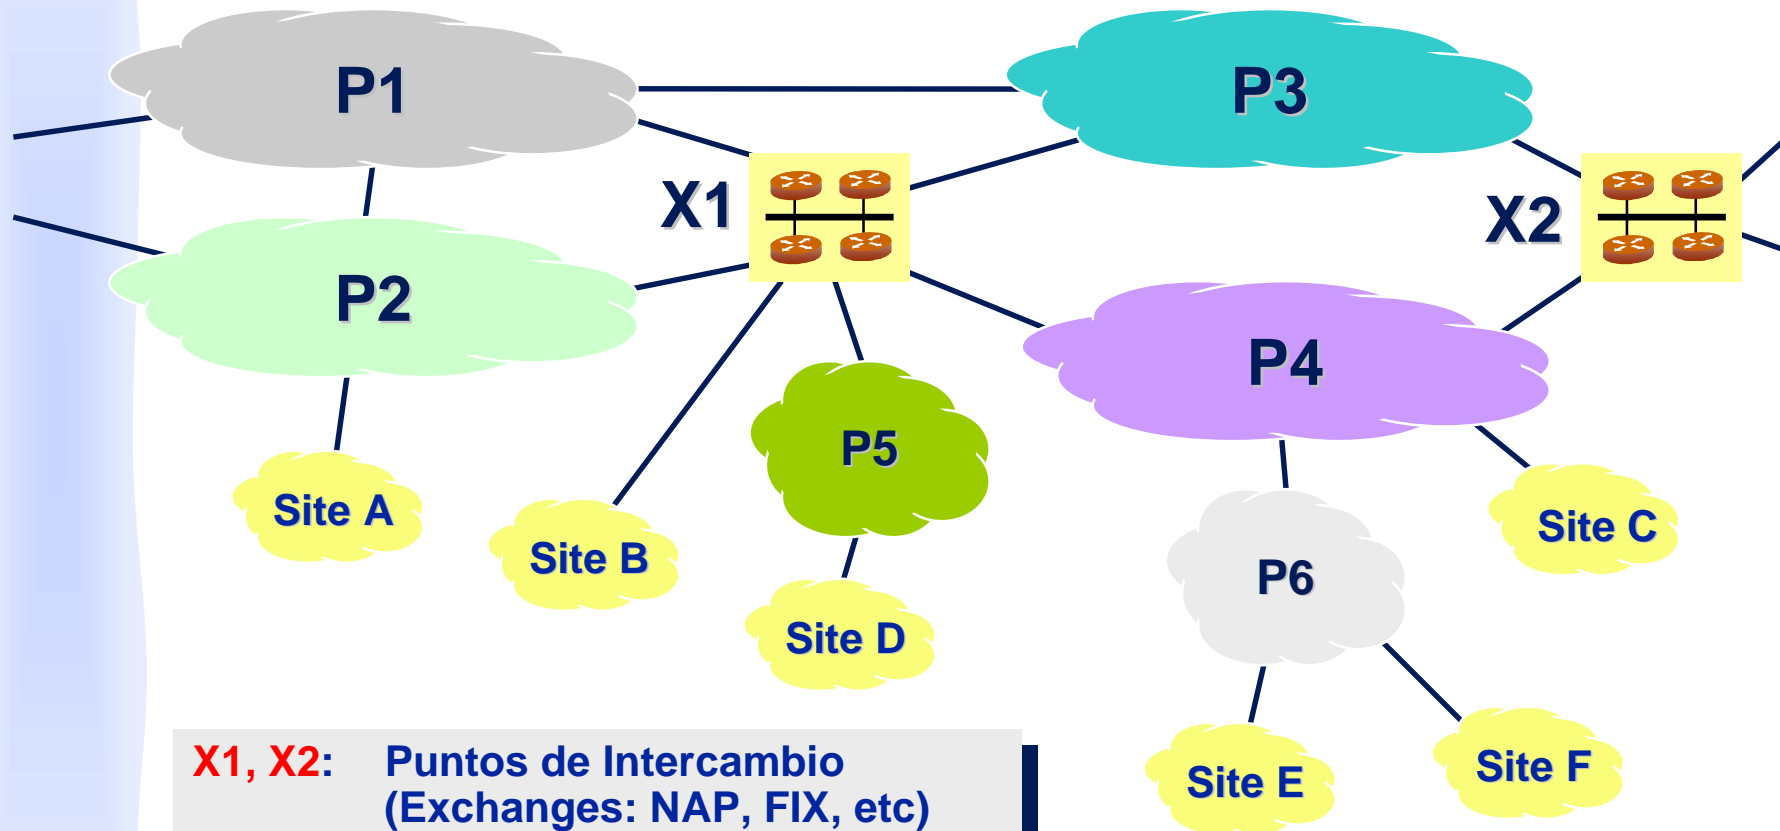 P1
P3
X1
X2
P2
P4
P5
Site A
Site B
P6
Site C
Site D
X1, X2: Puntos de Intercambio
(Exchanges: NAP, FIX, etc)
Site E
Site F